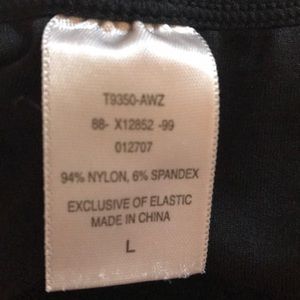 T9350-AWZ
88- X12852 -99
012707
94% NYLON, 6% SPANDEX
EXCLUSIVE OF ELASTIC
MADE IN CHINA
L